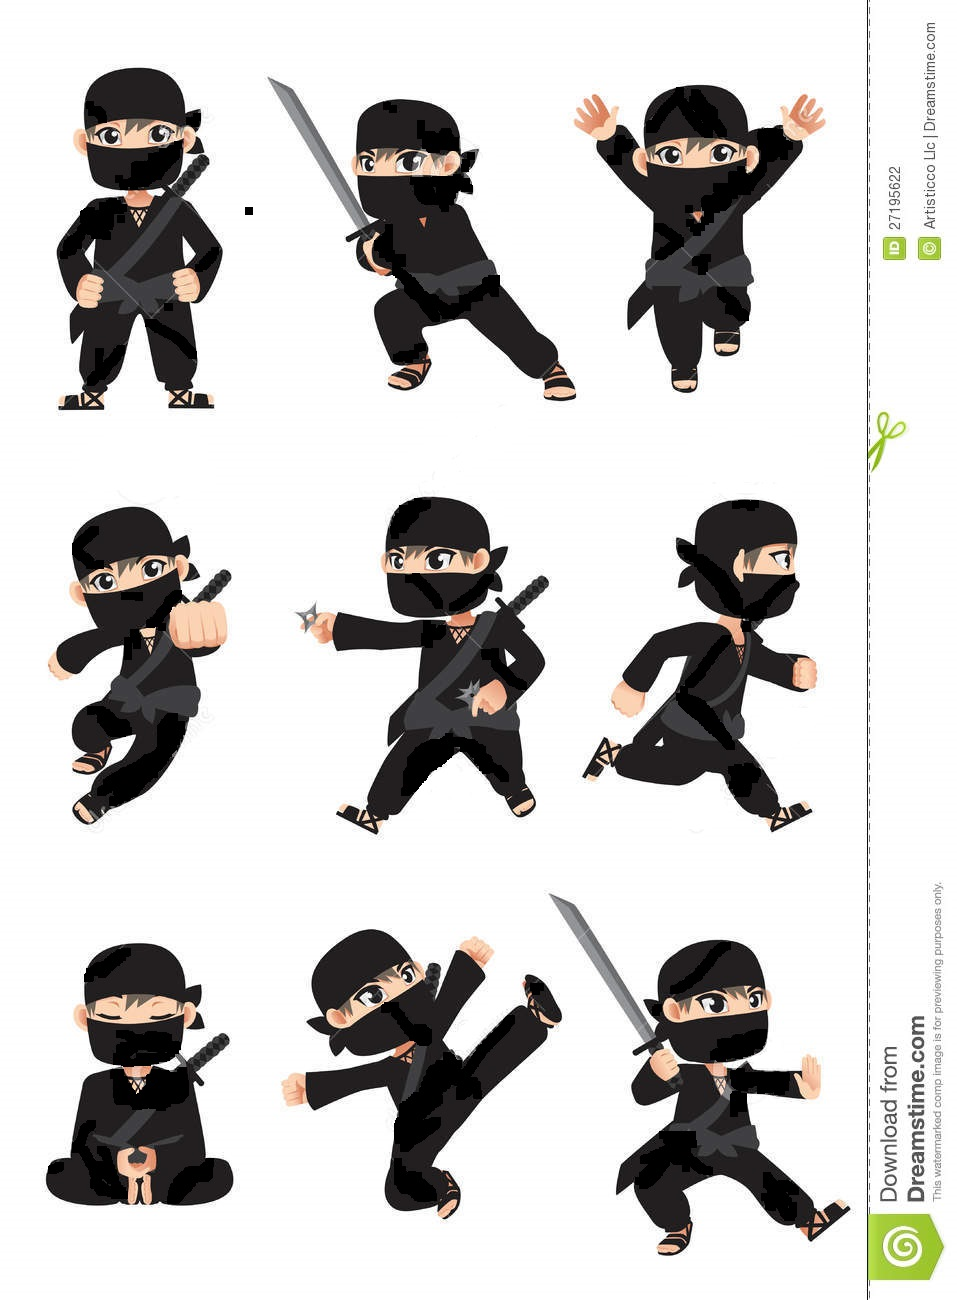 ID 27195622
© Artisticco Llc | Dreamstime.com
Download from
Dreamstime.com
This watermarked comp image is for previewing purposes only.